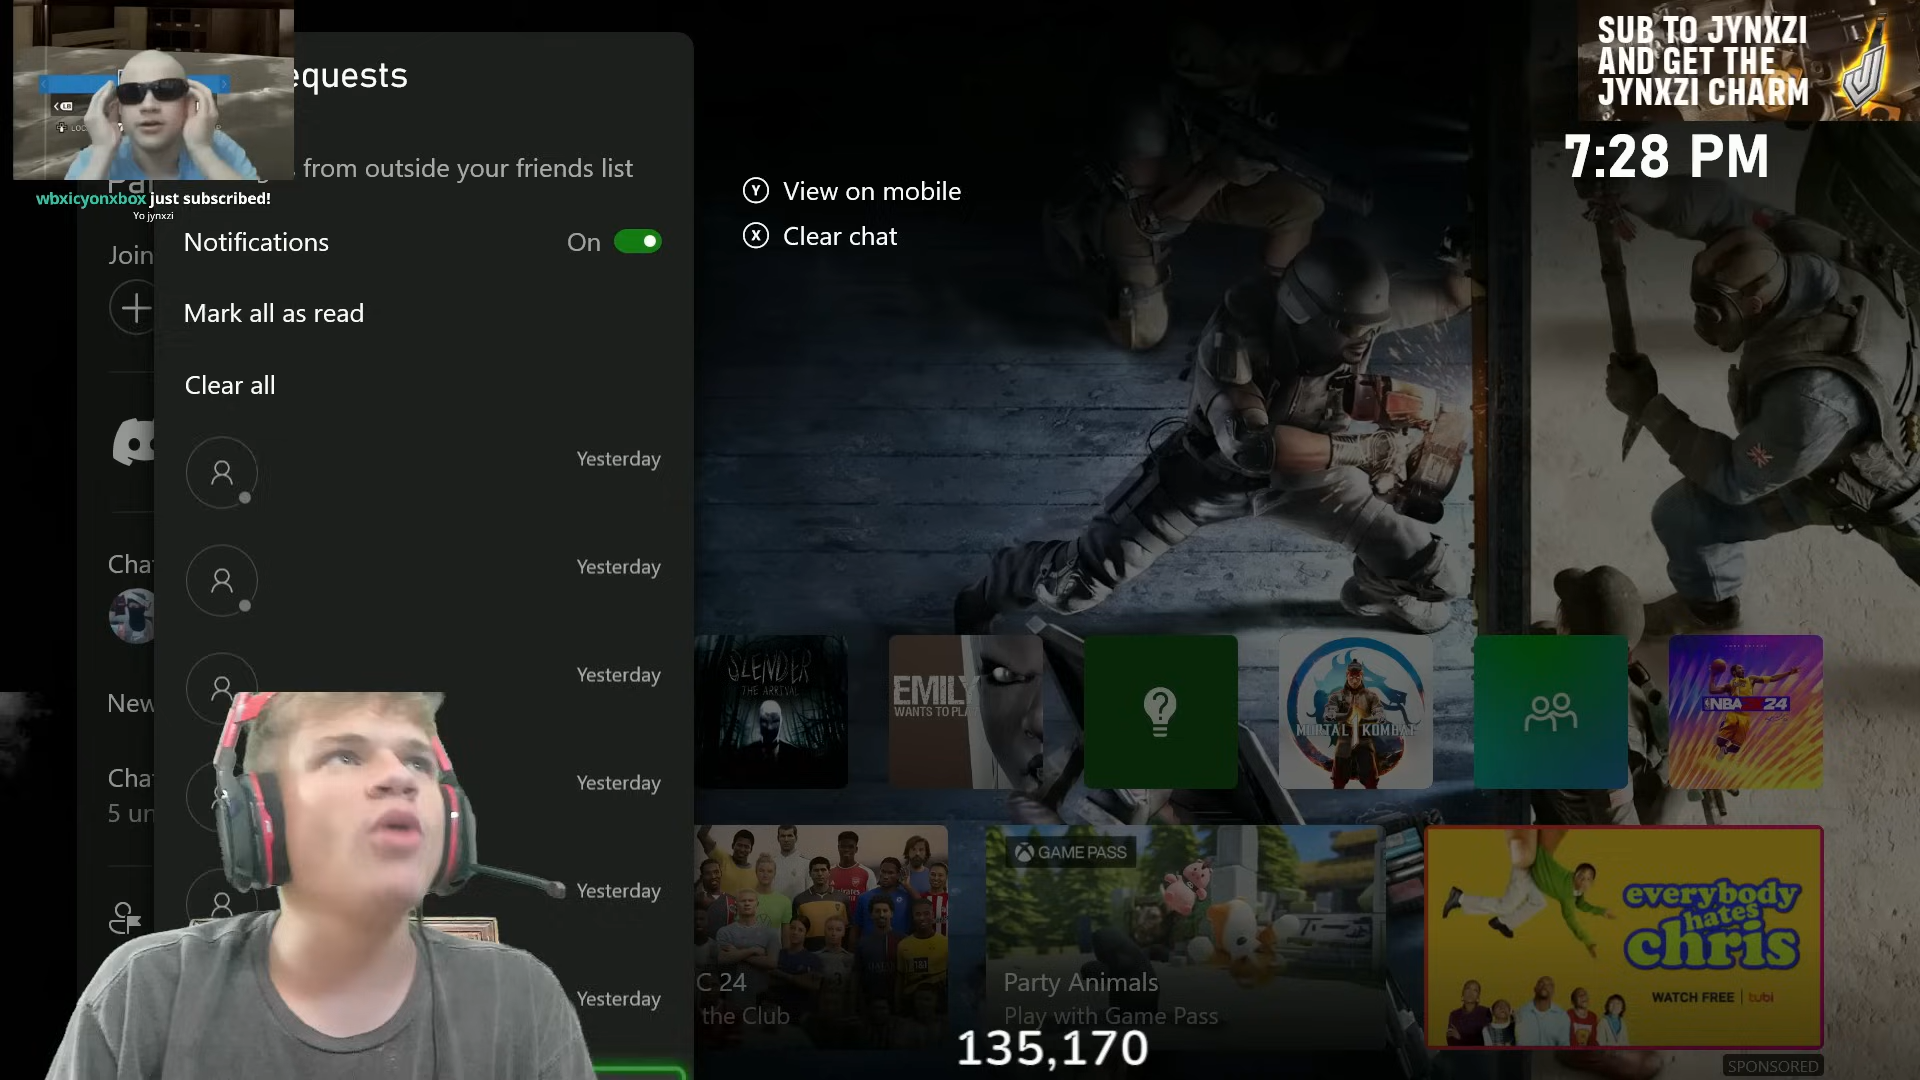 equests
from outside your friends list
wbxicyonxbox just subscribed!
Yo jynxzi
Notifications
On
Mark all as read
Clear all
Yesterday
Yesterday
Yesterday
Yesterday
Yesterday
Yesterday
Join
Cha
New
Cha
5 un
Y View on mobile
X Clear chat
SUB TO JYNXZI
AND GET THE
JYNXZI CHARM
7:28 PM
SLENDER
THE ARRIVAL
EMILY
WANTS TO PLA
MORTAL KOMBAT
NBA 24
C 24
the Club
GAME PASS
Party Animals
Play with Game Pass
everybody
hates
chris
WATCH FREE | tubi
SPONSORED
135,170